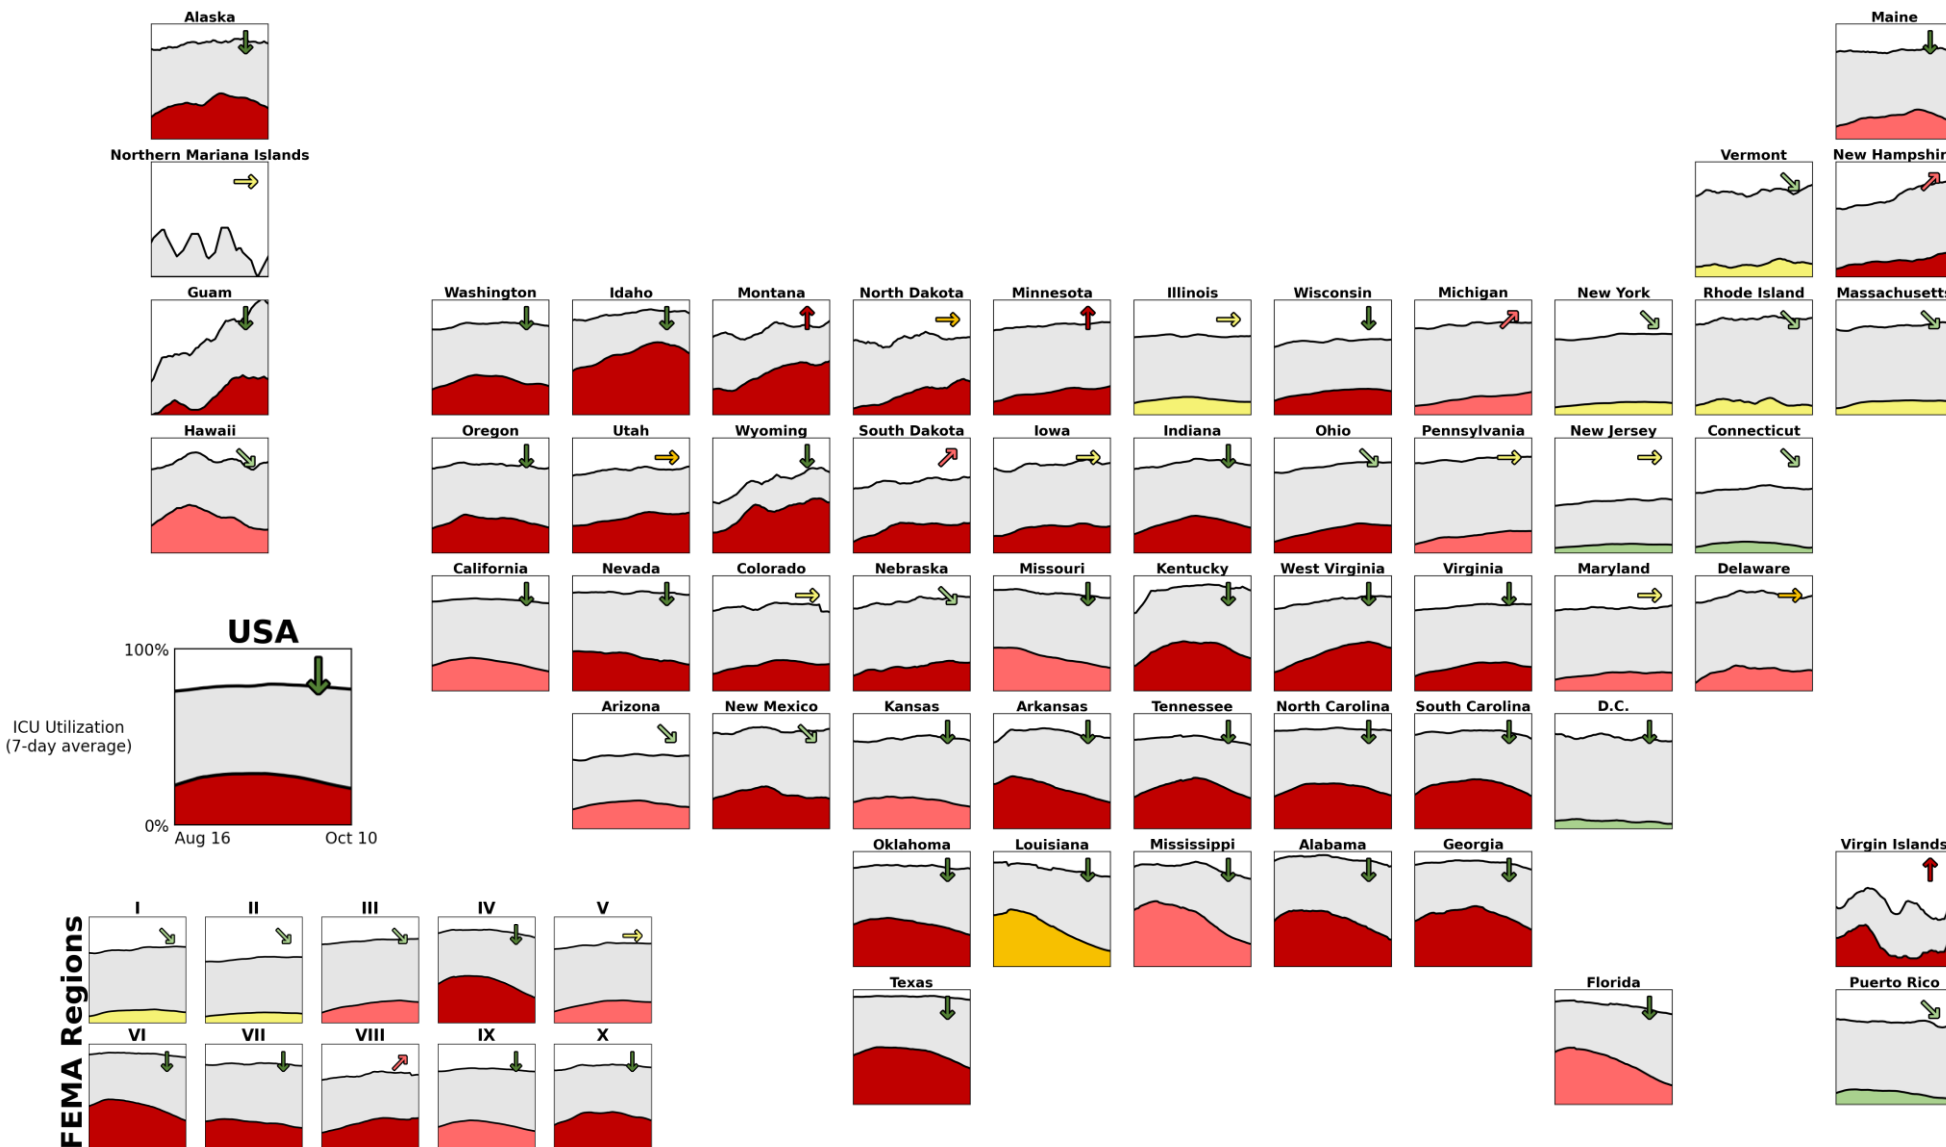 Alaska
Maine
Northern Mariana Islands
Vermont
New Hampshir
Guam
Washington
Idaho
Montana
North Dakota
Minnesota
Illinois
Wisconsin
Michigan
New York
Rhode Island
Massachusetts
Hawaii
Oregon
Utah
Wyoming
South Dakota
Iowa
Indiana
Ohio
Pennsylvania
New Jersey
Connecticut
California
Nevada
Colorado
Nebraska
Missouri
Kentucky
West Virginia
Virginia
Maryland
Delaware
USA
100%
ICU Utilization
(7-day average)
0%
Aug 16
Oct 10
Arizona
New Mexico
Kansas
Arkansas
Tennessee
North Carolina
South Carolina
D.C.
Oklahoma
Louisiana
Mississippi
Alabama
Georgia
Virgin Islands
Texas
Florida
Puerto Rico
FEMA Regions
I
II
III
IV
V
VI
VII
VIII
IX
X